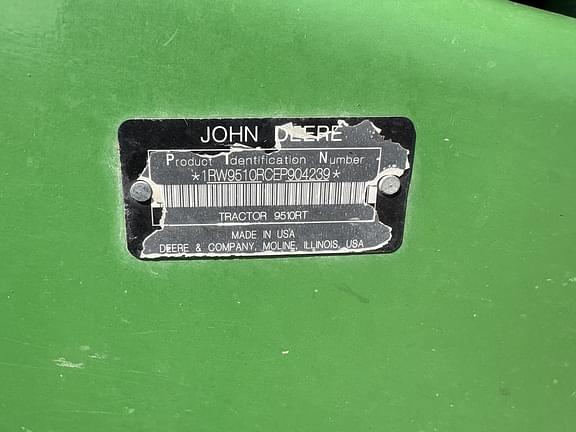 JOHN DEERE
Product Identification Number
*1RW9510RCEP904239*
TRACTOR 9510RT
MADE IN USA
DEERE & COMPANY, MOLINE, ILLINOIS, USA